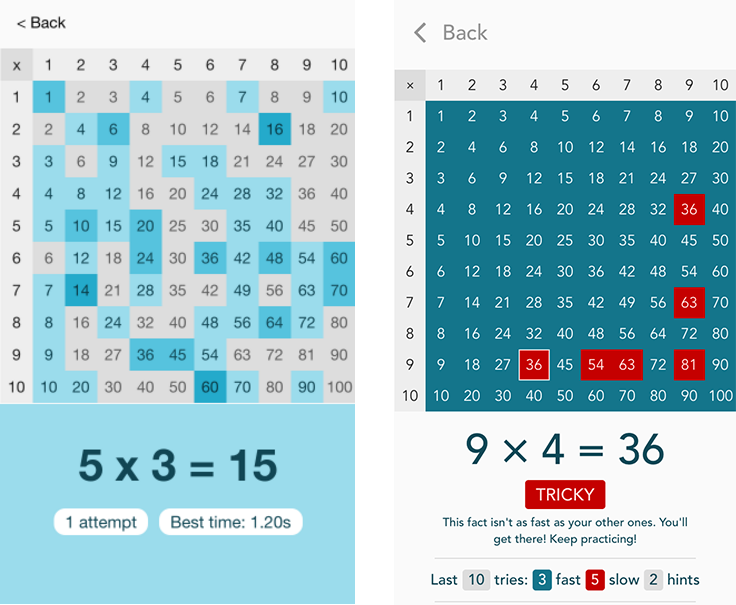 < Back
x 1 2 3 4 5 6 7 8 9 10
1 1 2 3 4 5 6 7 8 9 10
2 2 4 6 8 10 12 14 16 18 20
3 3 6 9 12 15 18 21 24 27 30
4 4 8 12 16 20 24 28 32 36 40
5 5 10 15 20 25 30 35 40 45 50
6 6 12 18 24 30 36 42 48 54 60
7 7 14 21 28 35 42 49 56 63 70
8 8 16 24 32 40 48 56 64 72 80
9 9 18 27 36 45 54 63 72 81 90
10 10 20 30 40 50 60 70 80 90 100
5 x 3 = 15
1 attempt Best time: 1.20s
< Back
× 1 2 3 4 5 6 7 8 9 10
1 1 2 3 4 5 6 7 8 9 10
2 2 4 6 8 10 12 14 16 18 20
3 3 6 9 12 15 18 21 24 27 30
4 4 8 12 16 20 24 28 32 36 40
5 5 10 15 20 25 30 35 40 45 50
6 6 12 18 24 30 36 42 48 54 60
7 7 14 21 28 35 42 49 56 63 70
8 8 16 24 32 40 48 56 64 72 80
9 9 18 27 36 45 54 63 72 81 90
10 10 20 30 40 50 60 70 80 90 100
9 × 4 = 36
TRICKY
This fact isn't as fast as your other ones. You'll
get there! Keep practicing!
Last 10 tries: 3 fast 5 slow 2 hints